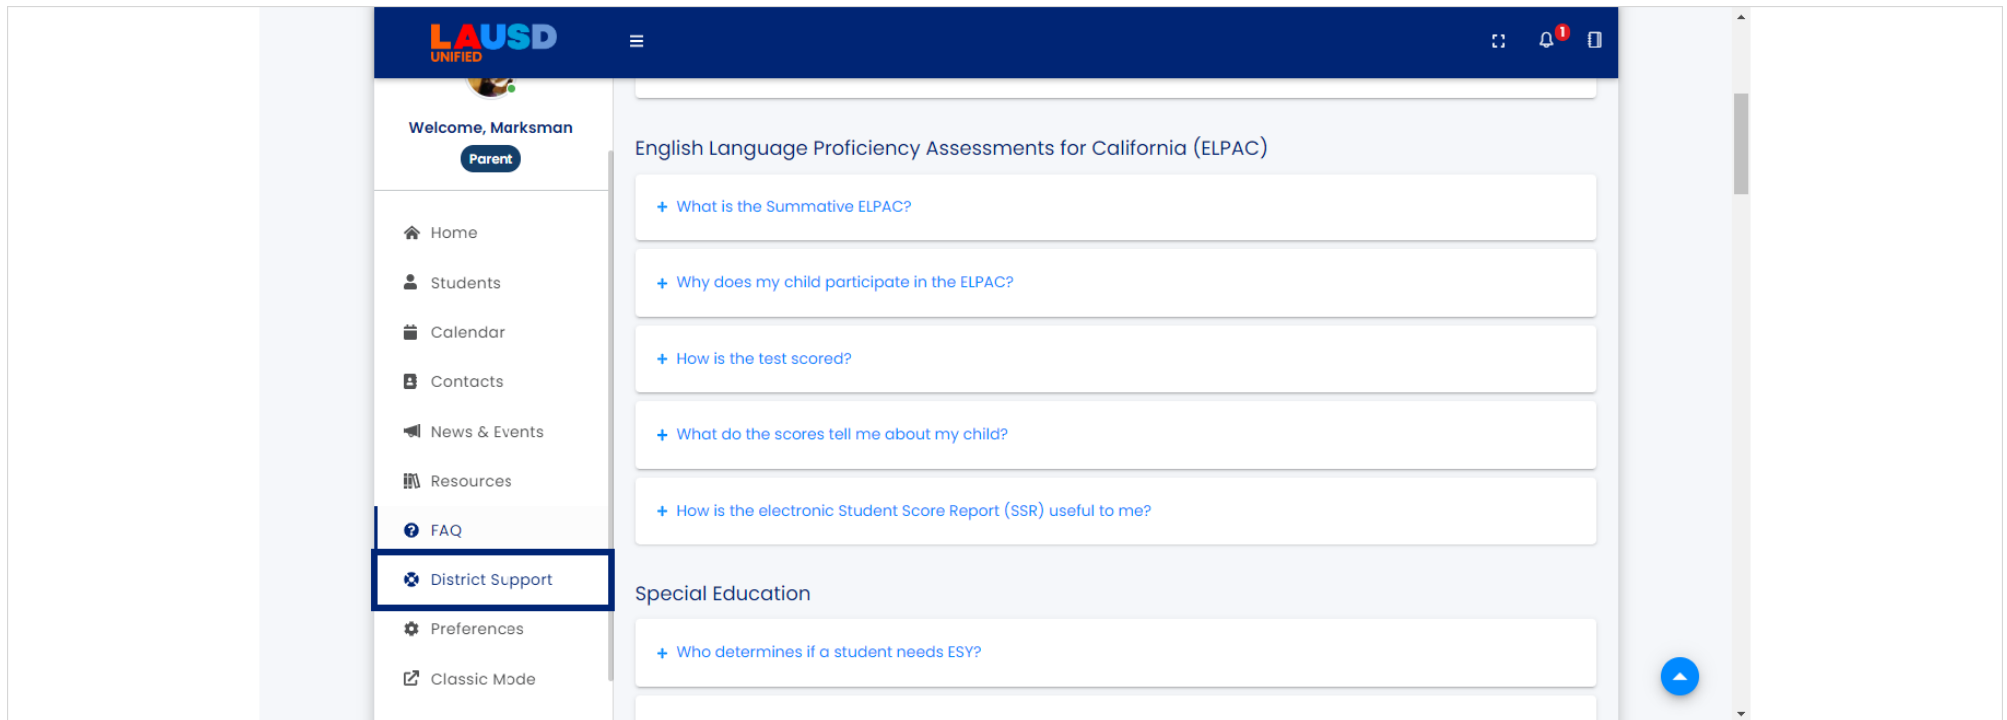 LAUSD
UNIFIED
1
Welcome, Marksman
Parent
Home
Students
Calendar
Contacts
News & Events
Resources
FAQ
District Support
Preferences
Classic Mode
English Language Proficiency Assessments for California (ELPAC)
+ What is the Summative ELPAC?
+ Why does my child participate in the ELPAC?
+ How is the test scored?
+ What do the scores tell me about my child?
+ How is the electronic Student Score Report (SSR) useful to me?
Special Education
+ Who determines if a student needs ESY?